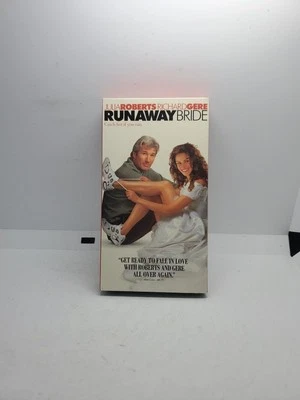 JULIA ROBERTS RICHARD GERE
RUNAWAY BRIDE
"GET READY TO FALL IN LOVE
WITH ROBERTS AND GERE
ALL OVER AGAIN."